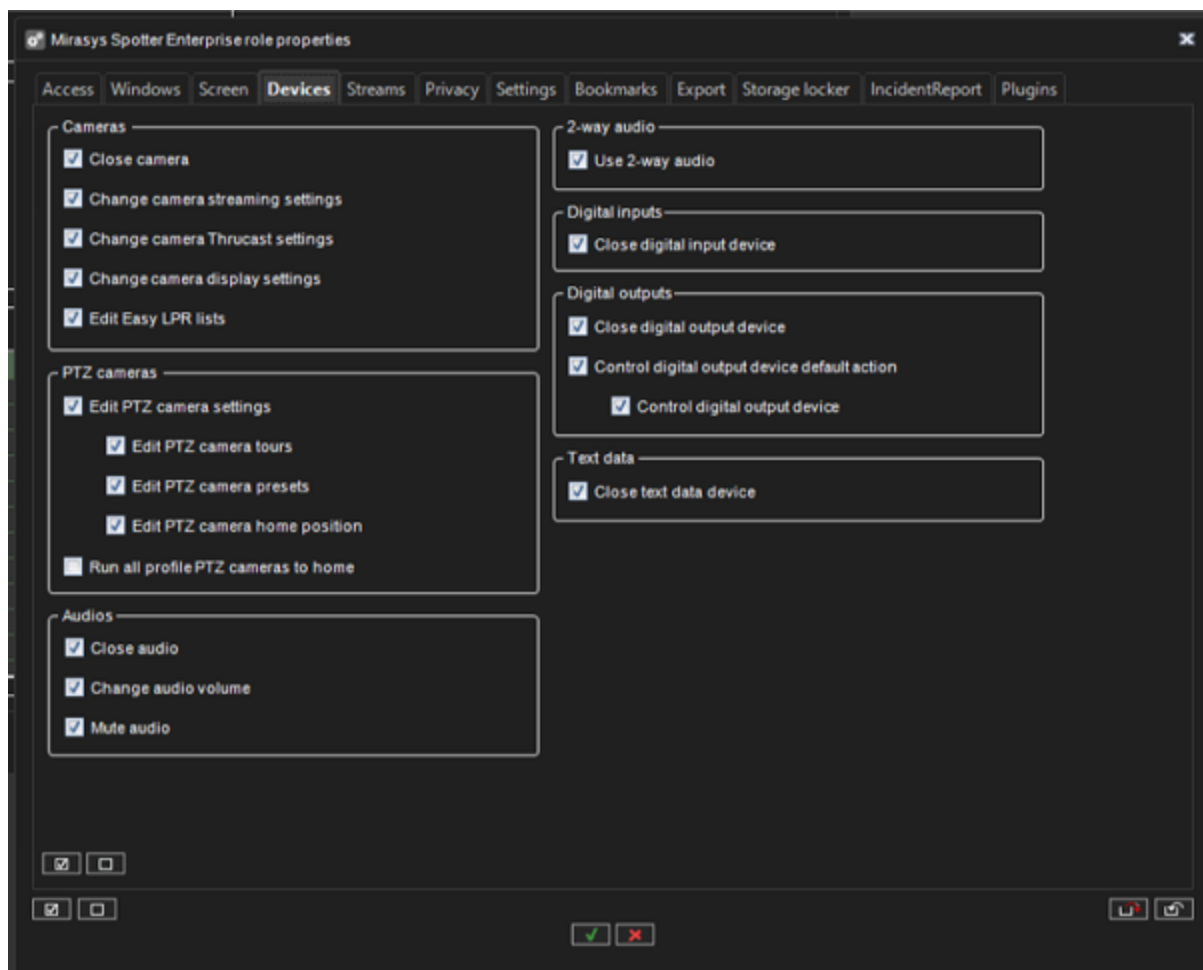 Mirasys Spotter Enterprise role properties
Access Windows Screen Devices Streams Privacy Settings Bookmarks Export Storage locker IncidentReport Plugins
Cameras
Close camera
Change camera streaming settings
Change camera Thrucast settings
Change camera display settings
Edit Easy LPR lists
PTZ cameras
Edit PTZ camera settings
Edit PTZ camera tours
Edit PTZ camera presets
Edit PTZ camera home position
Run all profile PTZ cameras to home
Audios
Close audio
Change audio volume
Mute audio
2-way audio
Use 2-way audio
Digital inputs
Close digital input device
Digital outputs
Close digital output device
Control digital output device default action
Control digital output device
Text data
Close text data device